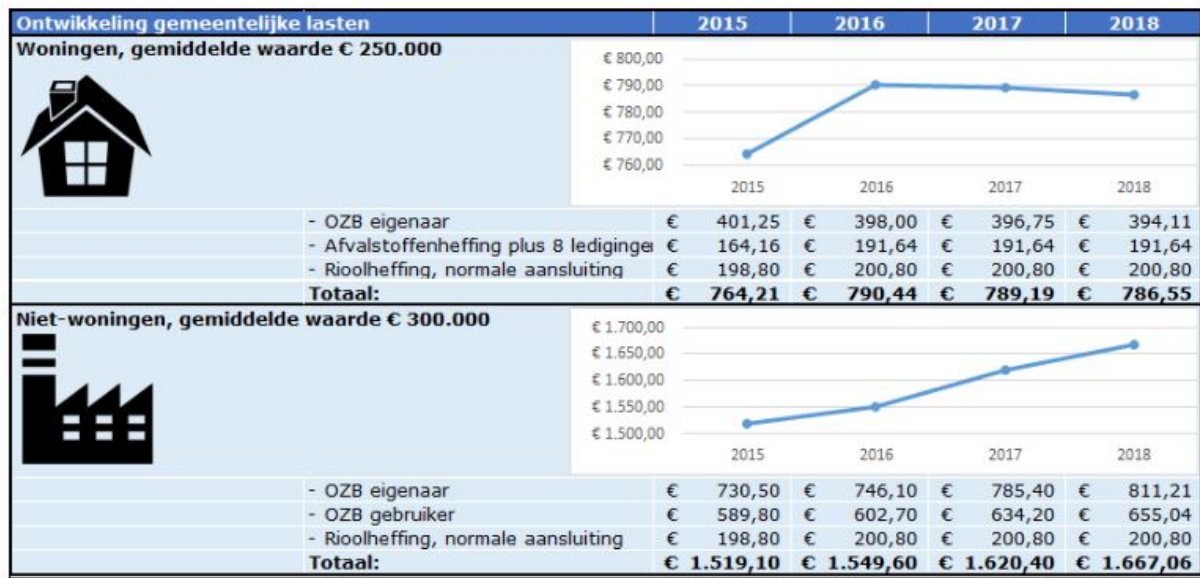 Ontwikkeling gemeentelijke lasten 2015 2016 2017 2018
Woningen, gemiddelde waarde € 250.000
€ 800,00
€ 790,00
€ 780,00
€ 770,00
€ 760,00
2015 2016 2017 2018
- OZB eigenaar € 401,25 € 398,00 € 396,75 € 394,11
- Afvalstoffenheffing plus 8 ledigingen € 164,16 € 191,64 € 191,64 € 191,64
- Rioolheffing, normale aansluiting € 198,80 € 200,80 € 200,80 € 200,80
Totaal: € 764,21 € 790,44 € 789,19 € 786,55
Niet-woningen, gemiddelde waarde € 300.000
€ 1.700,00
€ 1.650,00
€ 1.600,00
€ 1.550,00
€ 1.500,00
2015 2016 2017 2018
- OZB eigenaar € 730,50 € 746,10 € 785,40 € 811,21
- OZB gebruiker € 589,80 € 602,70 € 634,20 € 655,04
- Rioolheffing, normale aansluiting € 198,80 € 200,80 € 200,80 € 200,80
Totaal: € 1.519,10 € 1.549,60 € 1.620,40 € 1.667,06